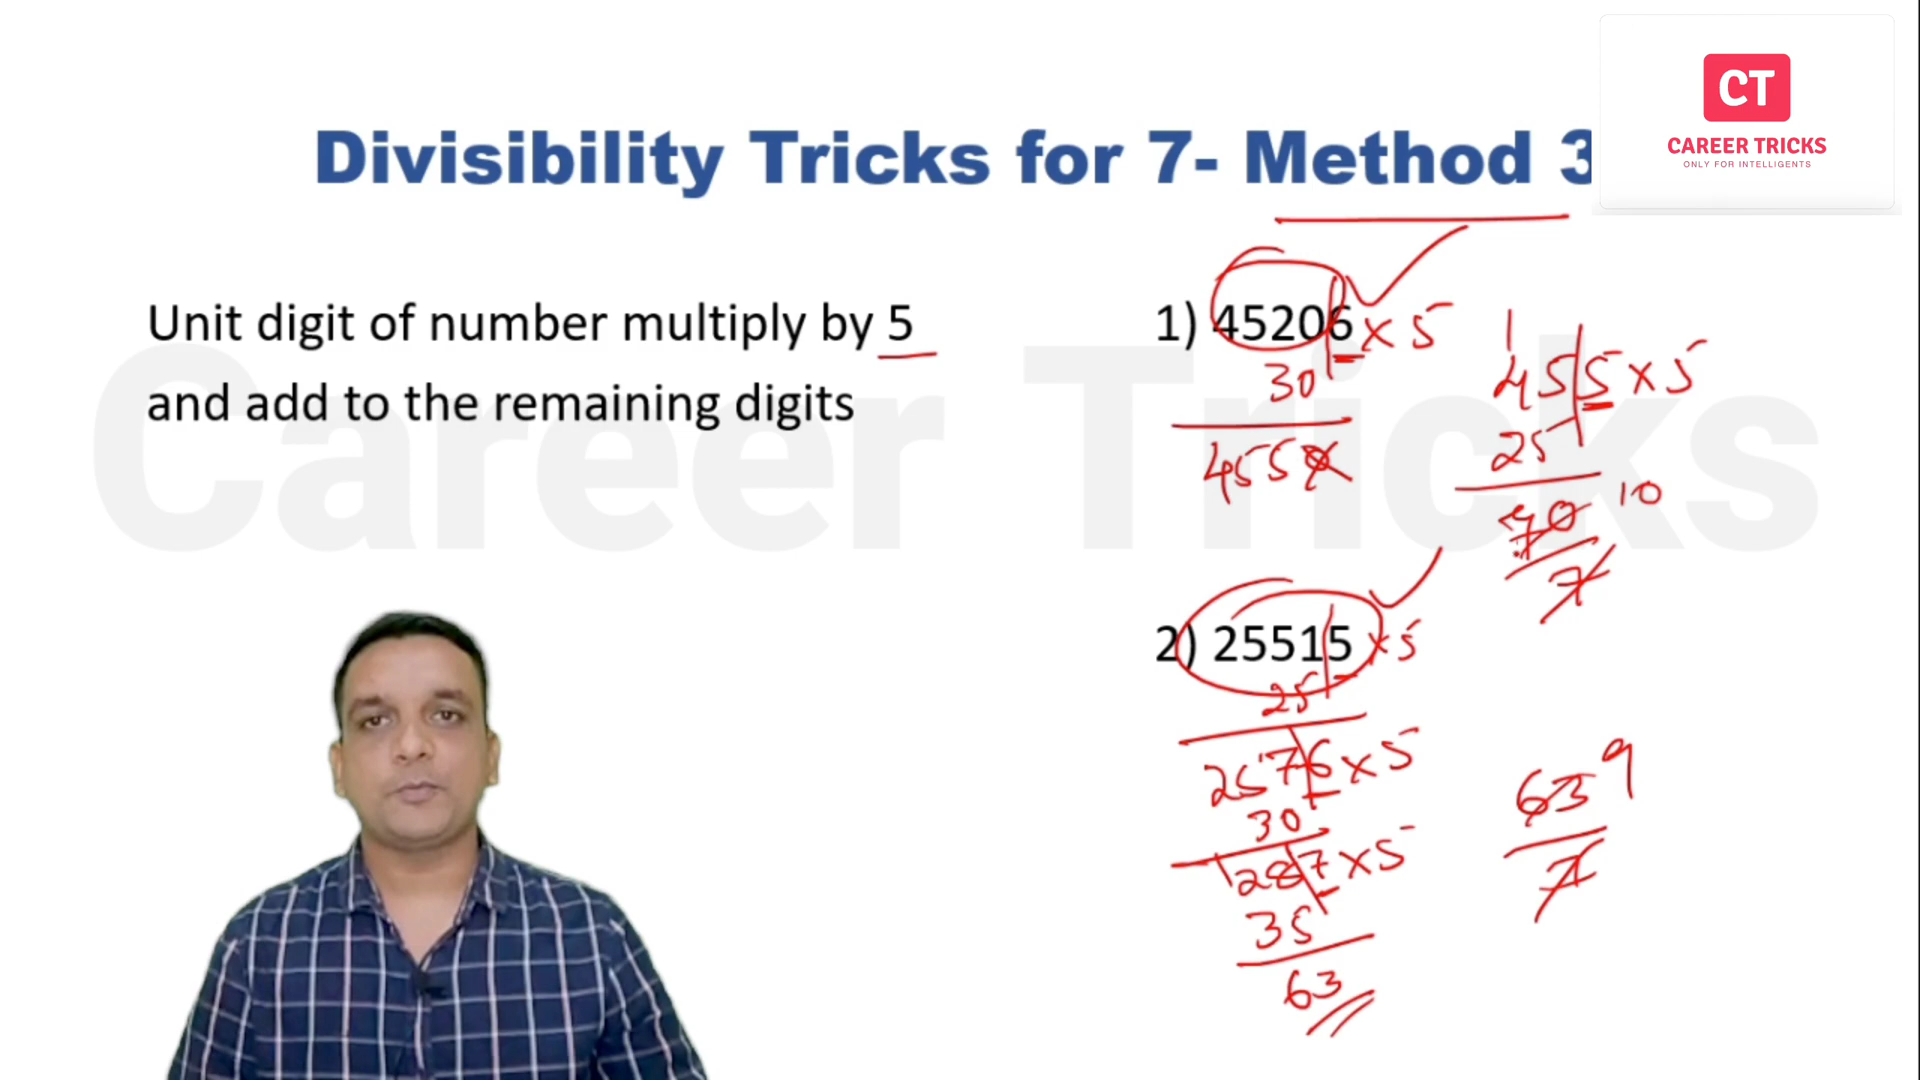 CT
CAREER TRICKS
ONLY FOR INTELLIGENTS
Divisibility Tricks for 7- Method 3
Unit digit of number multiply by 5
and add to the remaining digits
Career Tricks
1) 45206 x 5
30
4550
1
455 x 5
25
70 10
7
2) 25515 x 5
25
2576 x 5
30
287 x 5
35
63
63 9
7